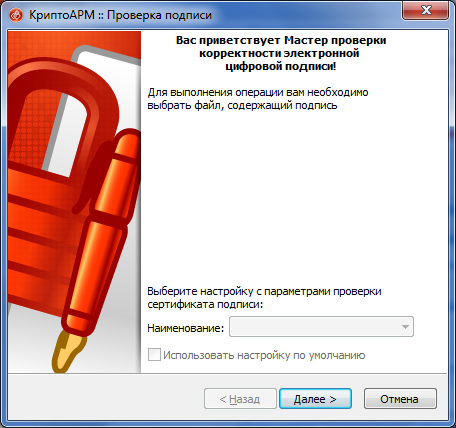 КриптоАРМ :: Проверка подписи
Вас приветствует Мастер проверки
корректности электронной
цифровой подписи!
Для выполнения операции вам необходимо
выбрать файл, содержащий подпись
Выберите настройку с параметрами проверки
сертификата подписи:
Наименование:
Использовать настройку по умолчанию
< Назад
Далее >
Отмена